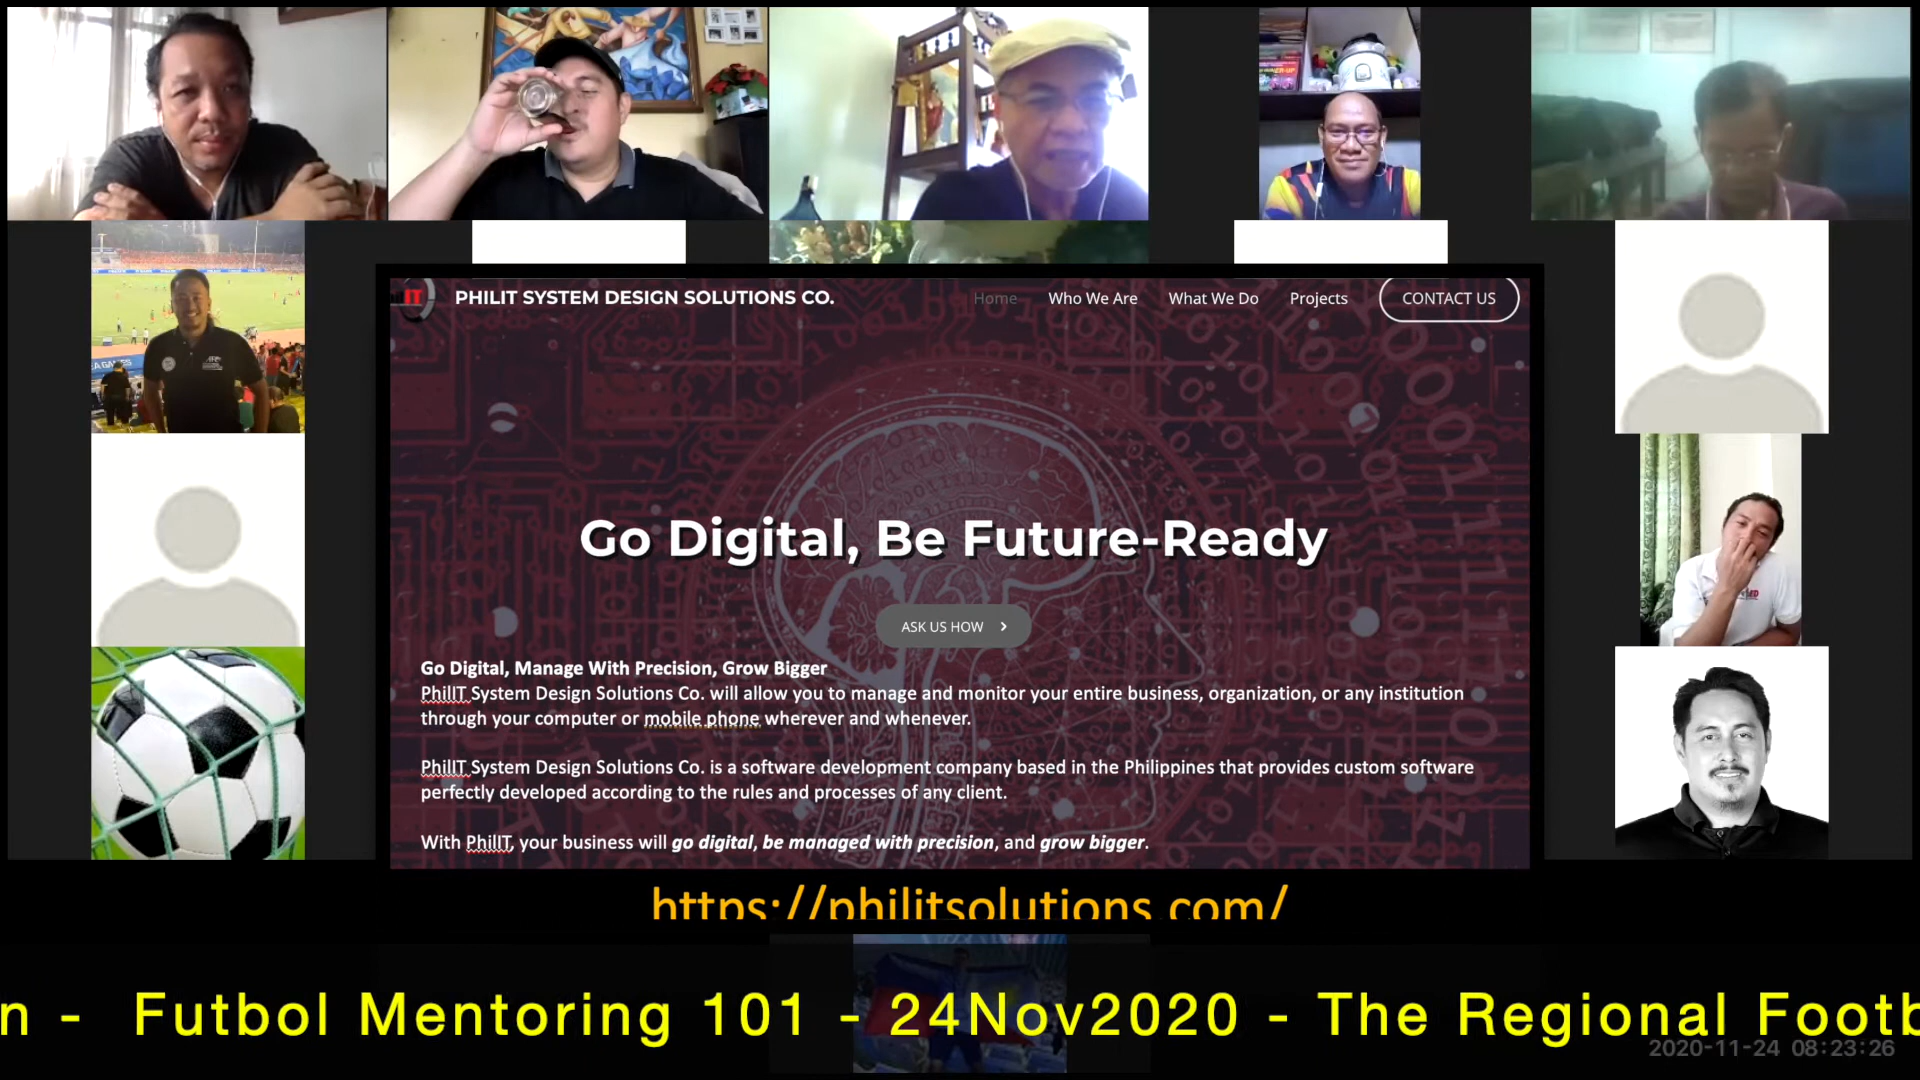 IT
PHILIT SYSTEM DESIGN SOLUTIONS CO.
Home
Who We Are
What We Do
Projects
CONTACT US
Go Digital, Be Future-Ready
ASK US HOW
Go Digital, Manage With Precision, Grow Bigger
PhilIT System Design Solutions Co. will allow you to manage and monitor your entire business, organization, or any institution
through your computer or mobile phone wherever and whenever.
PhilIT System Design Solutions Co. is a software development company based in the Philippines that provides custom software
perfectly developed according to the rules and processes of any client.
With PhilIT, your business will go digital, be managed with precision, and grow bigger.
https://philitsolutions.com/
n - Futbol Mentoring 101 - 24Nov2020 - The Regional Footb
2020-11-24 08:23:26